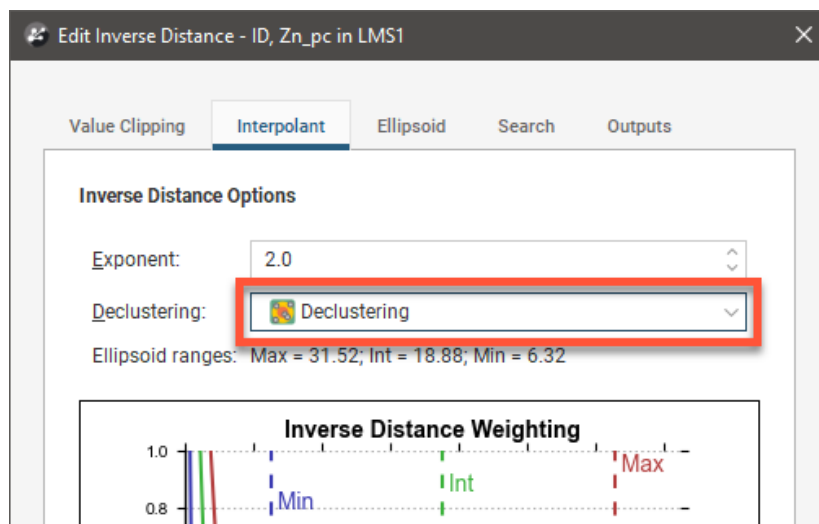 Edit Inverse Distance - ID, Zn_pc in LMS1
Value Clipping Interpolant Ellipsoid Search Outputs
Inverse Distance Options
Exponent: 2.0
Declustering: Declustering
Ellipsoid ranges: Max = 31.52; Int = 18.88; Min = 6.32
Inverse Distance Weighting
1.0
Max
Int
Min
0.8